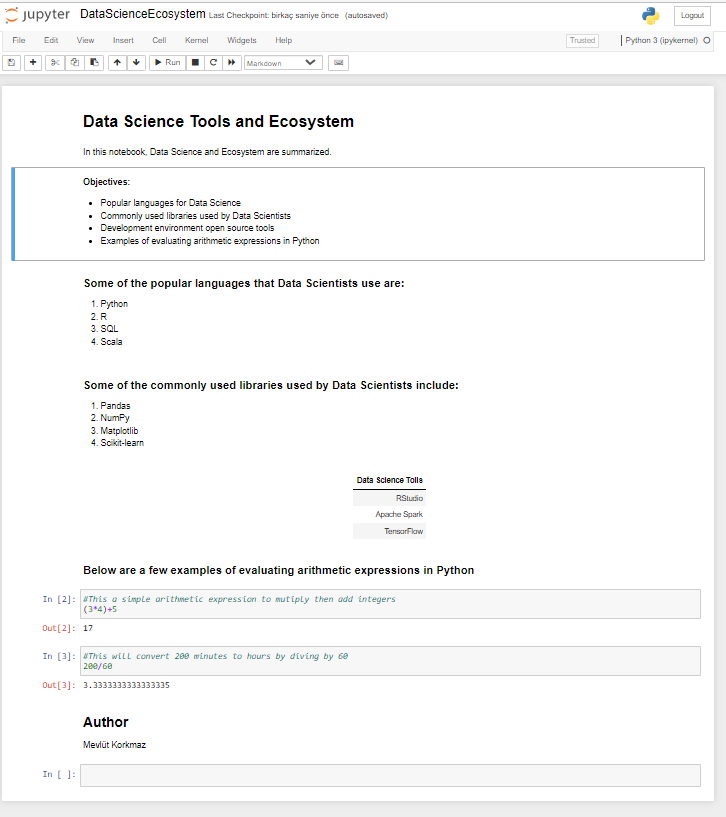 jupyter DataScienceEcosystem Last Checkpoint: birkaç saniye önce (autosaved)
Logout
File Edit View Insert Cell Kernel Widgets Help
Trusted
Python 3 (ipykernel)
Run
Markdown
Data Science Tools and Ecosystem
In this notebook, Data Science and Ecosystem are summarized.
Objectives:
• Popular languages for Data Science
• Commonly used libraries used by Data Scientists
• Development environment open source tools
• Examples of evaluating arithmetic expressions in Python
Some of the popular languages that Data Scientists use are:
1. Python
2. R
3. SQL
4. Scala
Some of the commonly used libraries used by Data Scientists include:
1. Pandas
2. NumPy
3. Matplotlib
4. Scikit-learn
Data Science Tolls
RStudio
Apache Spark
TensorFlow
Below are a few examples of evaluating arithmetic expressions in Python
In [2]: #This a simple arithmetic expression to mutiply then add integers
(3*4)+5
Out[2]: 17
In [3]: #This will convert 200 minutes to hours by diving by 60
200/60
Out[3]: 3.3333333333333335
Author
Mevlüt Korkmaz
In [ ]: